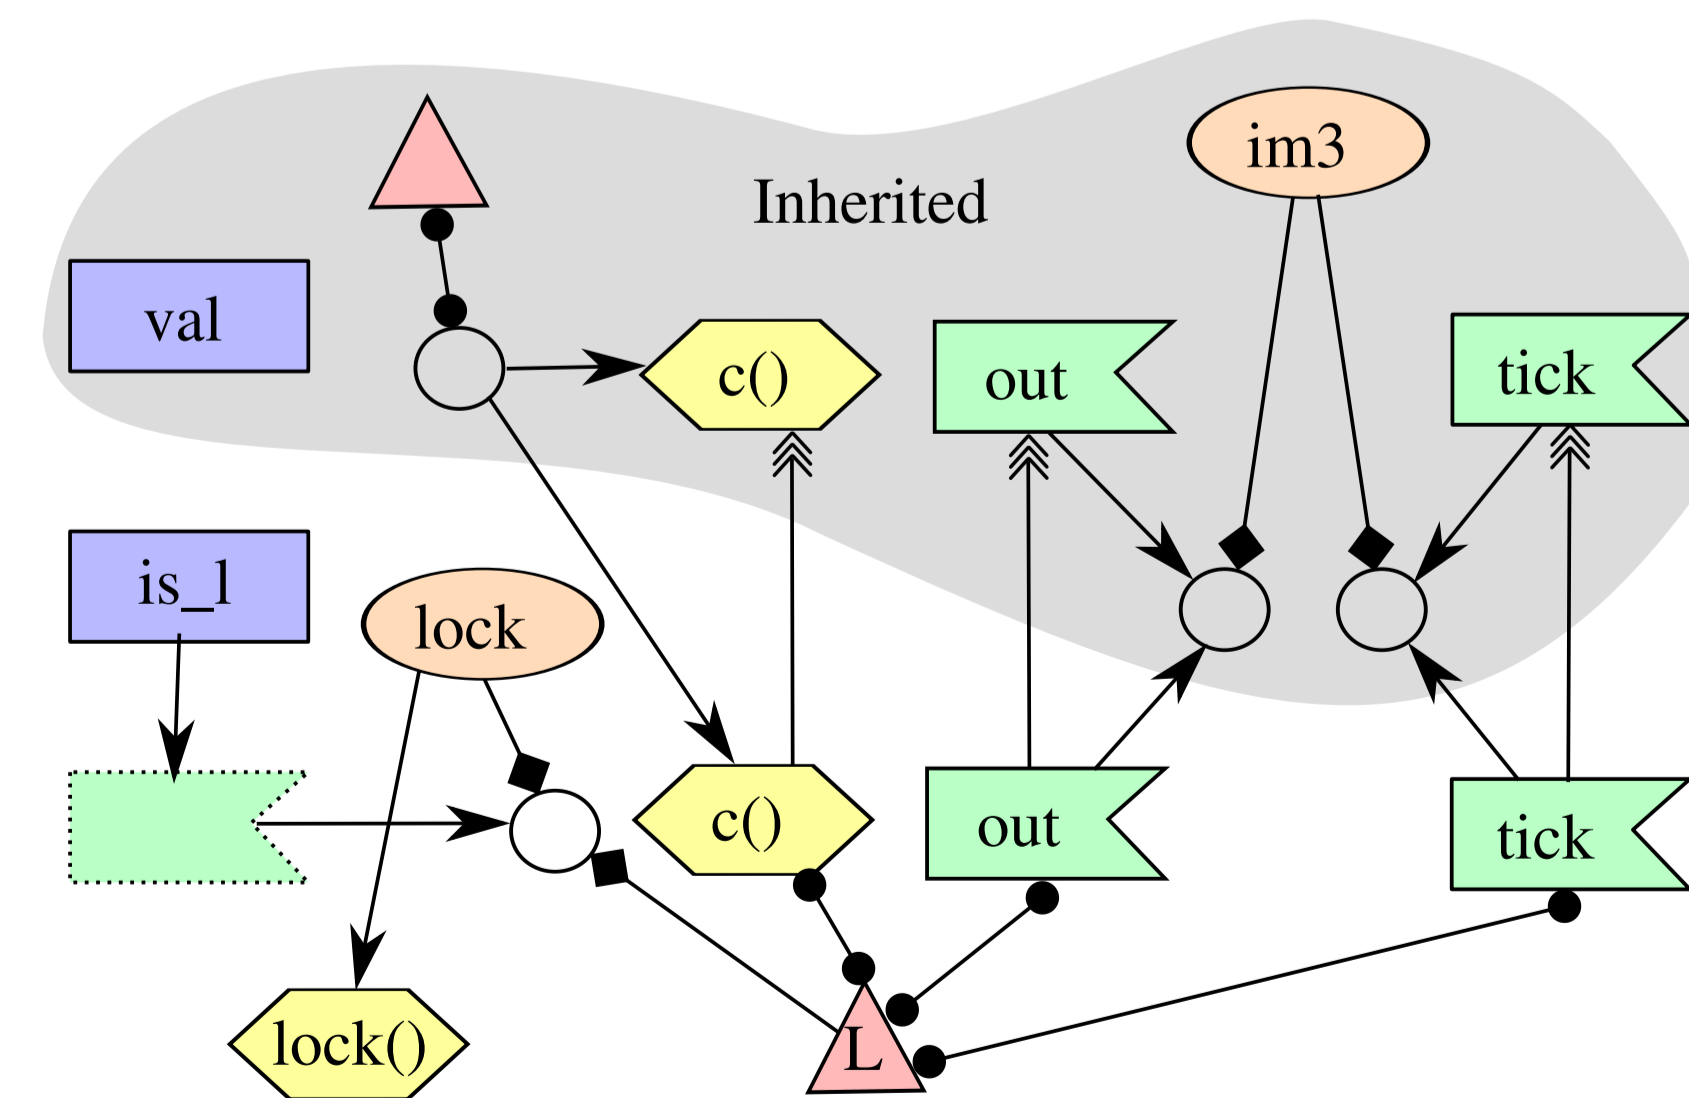 im3
Inherited
val
c()
out
tick
is_l
lock
c()
out
tick
lock()
L